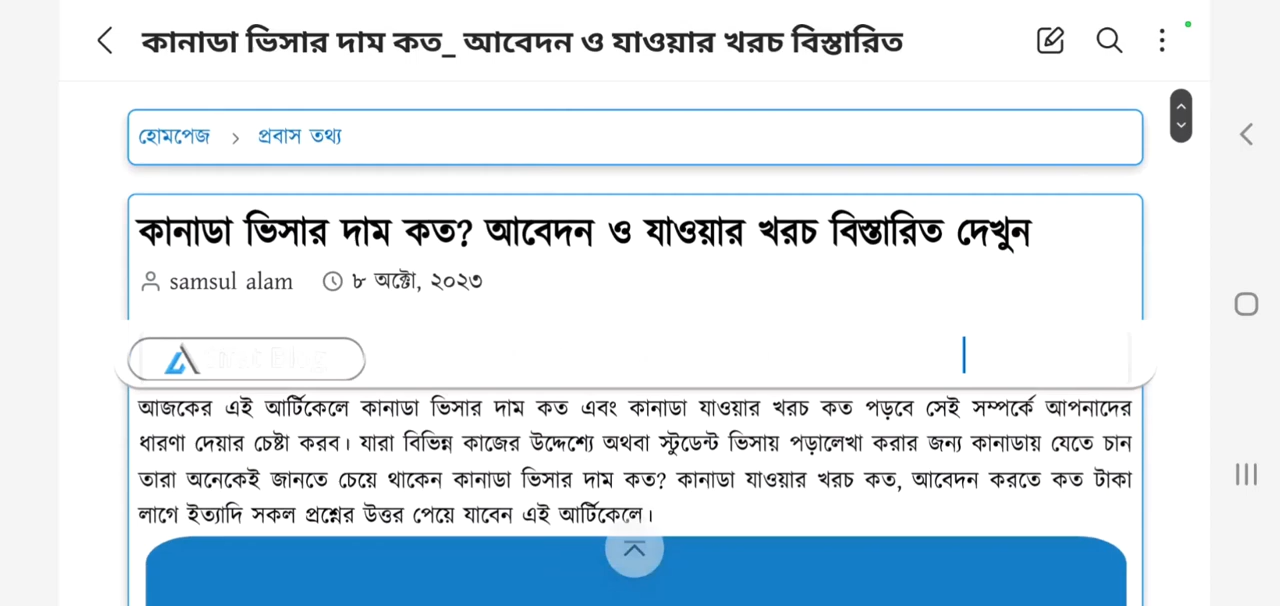 কানাডা ভিসার দাম কত_ আবেদন ও যাওয়ার খরচ বিস্তারিত
হোমপেজ > প্রবাস তথ্য
কানাডা ভিসার দাম কত? আবেদন ও যাওয়ার খরচ বিস্তারিত দেখুন
samsul alam ৮ অক্টো, ২০২৩
আজকের এই আর্টিকেলে কানাডা ভিসার দাম কত এবং কানাডা যাওয়ার খরচ কত পড়বে সেই সম্পর্কে আপনাদের
ধারণা দেয়ার চেষ্টা করব। যারা বিভিন্ন কাজের উদ্দেশ্যে অথবা স্টুডেন্ট ভিসায় পড়ালেখা করার জন্য কানাডায় যেতে চান
তারা অনেকেই জানতে চেয়ে থাকেন কানাডা ভিসার দাম কত? কানাডা যাওয়ার খরচ কত, আবেদন করতে কত টাকা
লাগে ইত্যাদি সকল প্রশ্নের উত্তর পেয়ে যাবেন এই আর্টিকেলে।